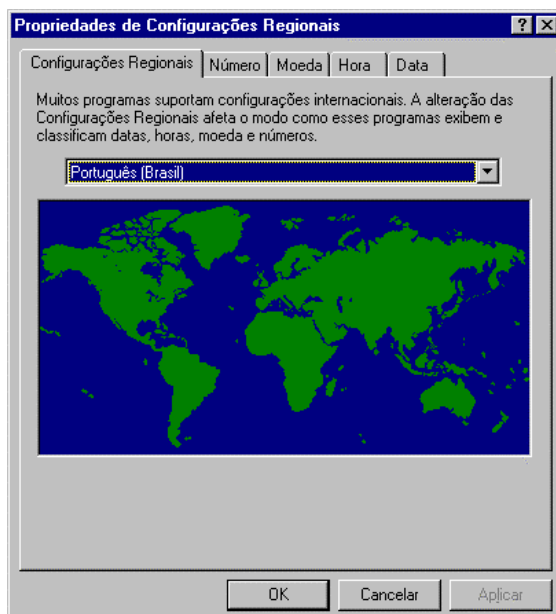 Propriedades de Configurações Regionais
Configurações Regionais Número Moeda Hora Data
Muitos programas suportam configurações internacionais. A alteração das
Configurações Regionais afeta o modo como esses programas exibem e
classificam datas, horas, moeda e números.
Português (Brasil)
OK Cancelar Aplicar